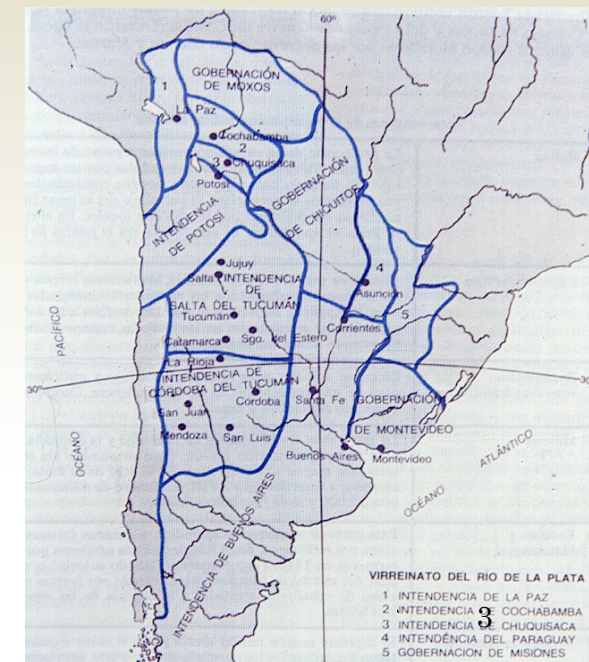 60º
GOBERNACIÓN
DE MOXOS
1
La Paz
Cochabamba
2
3
Chuquisaca
Potosí
GOBERNACIÓN
DE CHIQUITOS
INTENDENCIA
DE POTOSÍ
Jujuy
Salta
INTENDENCIA
DE
SALTA DEL TUCUMÁN
4
Asunción
5
Tucumán
Corrientes
Catamarca
Sgo. del Estero
La Rioja
PACÍFICO
INTENDENCIA DE
CÓRDOBA DEL TUCUMÁN
30º
30
Córdoba
Santa Fe
GOBERNACIÓN
DE MONTEVIDEO
San Juan
Mendoza
San Luis
OCÉANO
Buenos Aires
Montevideo
ATLÁNTICO
OCÉANO
INTENDENCIA DE BUENOS AIRES
VIRREINATO DEL RIO DE LA PLATA
1 INTENDENCIA DE LA PAZ
2 INTENDENCIA DE COCHABAMBA
3 INTENDENCIA DE CHUQUISACA
4 INTENDENCIA DEL PARAGUAY
5 GOBERNACION DE MISIONES
3